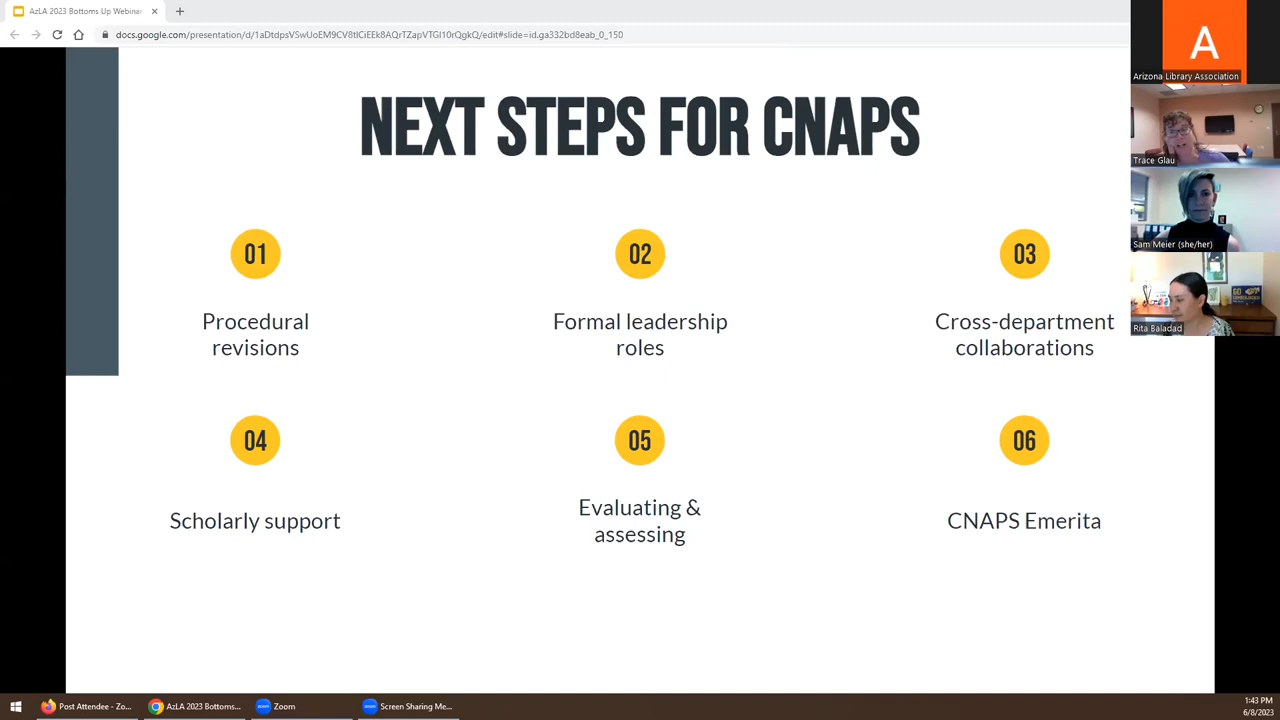 AzLA 2023 Bottoms Up Webinar
docs.google.com/presentation/d/1aDtdpsVSwUoEM9CV8tlCiEEk8AQrTZapVTGl10rQgkQ/edit#slide=id.ga332bd8eab_0_150
A
Arizona Library Association
Trace Glau
Sam Meier (she/her)
GO
LUMBERJACKS!
Rita Baladad
NEXT STEPS FOR CNAPS
01
Procedural
revisions
02
Formal leadership
roles
03
Cross-department
collaborations
04
Scholarly support
05
Evaluating &
assessing
06
CNAPS Emerita
Post Attendee - Zo...
AzLA 2023 Bottoms...
Zoom
Screen Sharing Me...
1:43 PM
6/8/2023